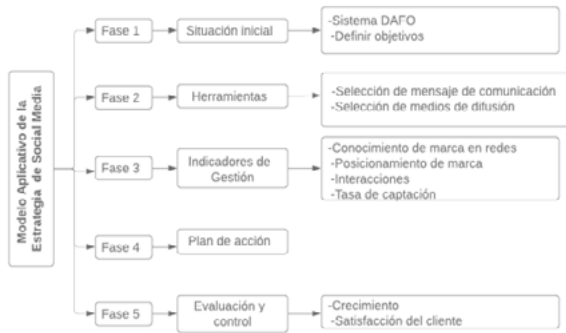 Modelo Aplicativo de la
Estrategia de Social Media
Fase 1
Situación inicial
-Sistema DAFO
-Definir objetivos
Fase 2
Herramientas
-Selección de mensaje de comunicación
-Selección de medios de difusión
Fase 3
Indicadores de
Gestión
-Conocimiento de marca en redes
-Posicionamiento de marca
-Interacciones
-Tasa de captación
Fase 4
Plan de acción
Fase 5
Evaluación y
control
-Crecimiento
-Satisfacción del cliente